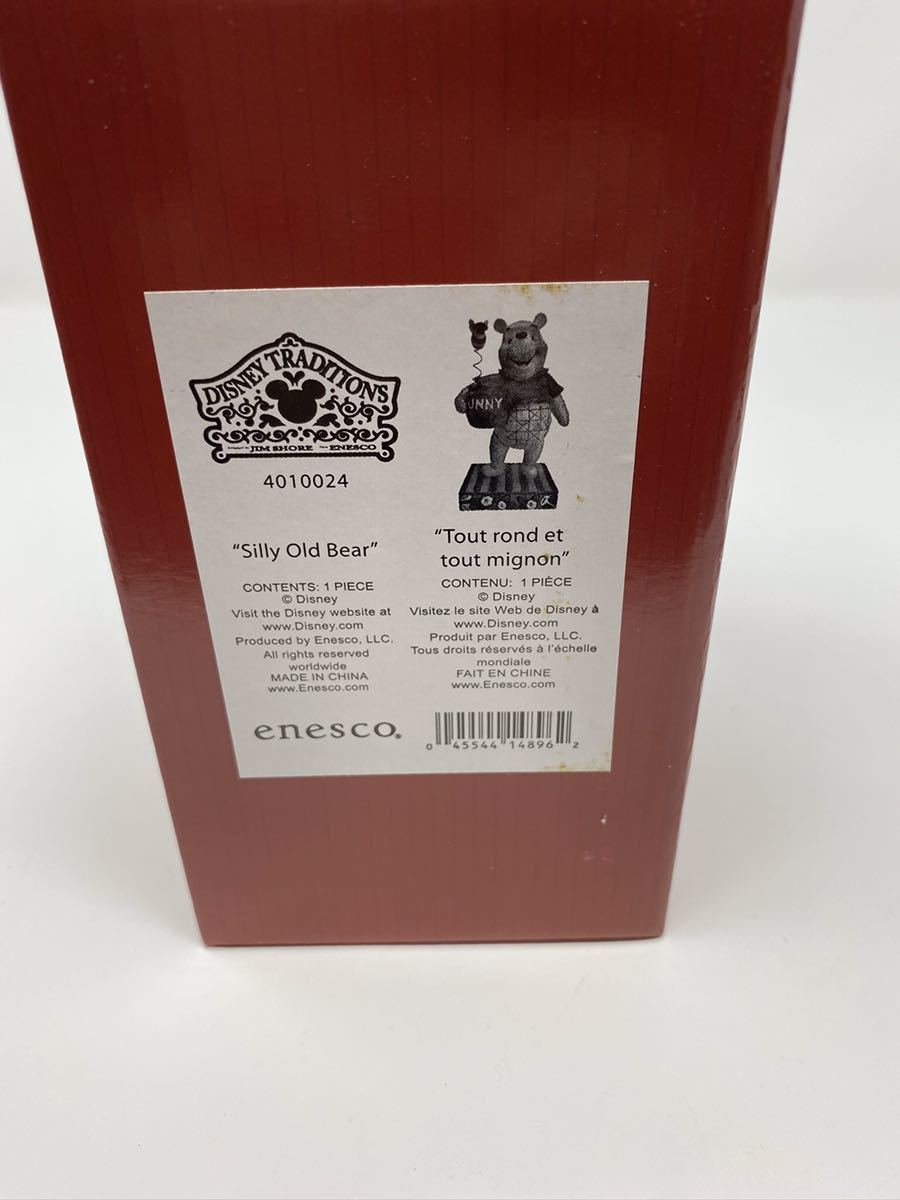 DISNEY TRADITIONS
JIM SHORE ENESCO
4010024
"Silly Old Bear"
CONTENTS: 1 PIECE
© Disney
Visit the Disney website at
www.Disney.com
Produced by Enesco, LLC.
All rights reserved
worldwide
MADE IN CHINA
www.Enesco.com
enesco®
UNNY
"Tout rond et
tout mignon"
CONTENU: 1 PIÈCE
© Disney
Visitez le site Web de Disney à
www.Disney.com
Produit par Enesco, LLC.
Tous droits réservés à l'échelle
mondiale
FAIT EN CHINE
www.Enesco.com
0 45544 14896 2